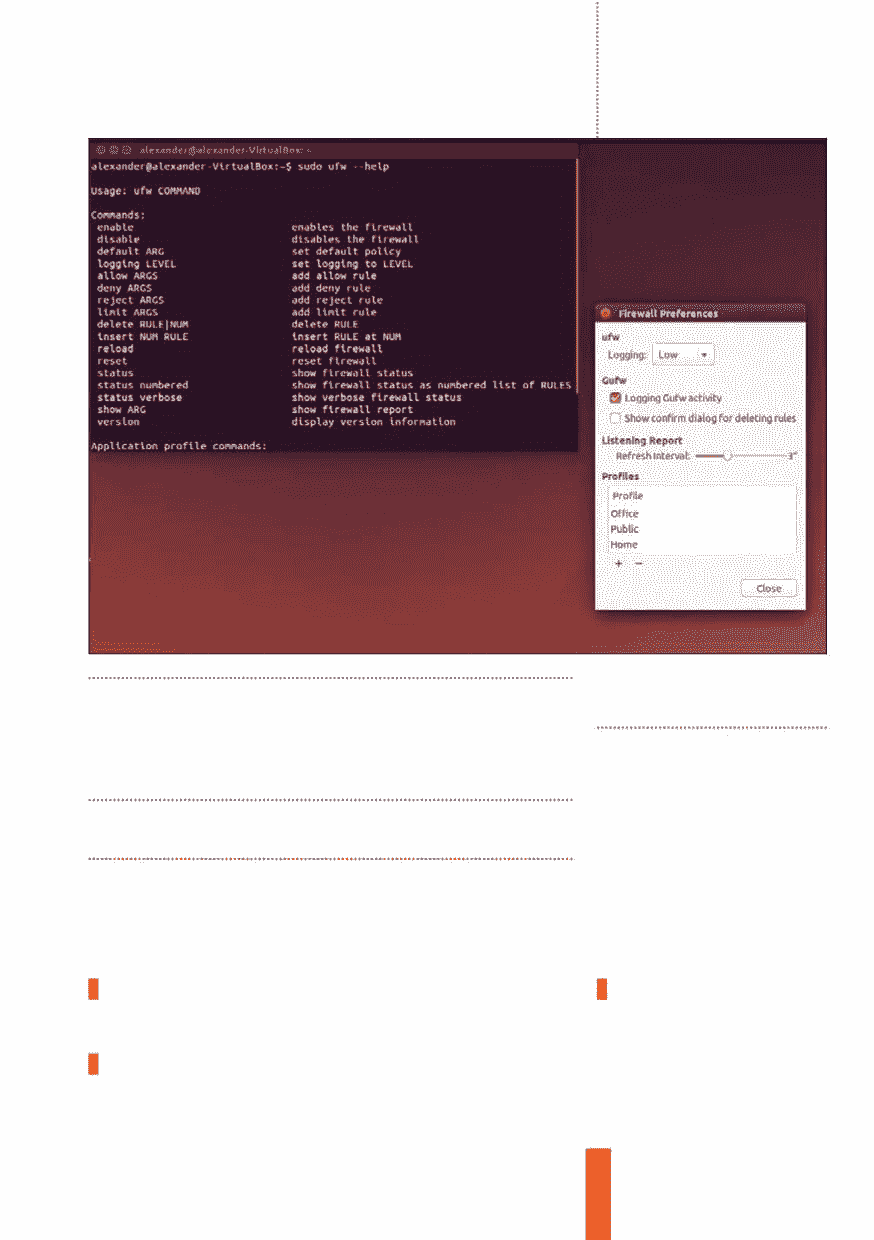 alexander@alexander-VirtualBox: ~
alexander@alexander-VirtualBox:~$ sudo ufw --help
Usage: ufw COMMAND
Commands:
enable enables the firewall
disable disables the firewall
default ARG set default policy
logging LEVEL set logging to LEVEL
allow ARGS add allow rule
deny ARGS add deny rule
reject ARGS add reject rule
limit ARGS add limit rule
delete RULE|NUM delete RULE
insert NUM RULE insert RULE at NUM
reload reload firewall
reset reset firewall
status show firewall status
status numbered show firewall status as numbered list of RULES
status verbose show verbose firewall status
show ARG show firewall report
version display version information
Application profile commands:
Firewall Preferences
ufw
Logging: Low
Gufw
Logging Gufw activity
Show confirm dialog for deleting rules
Listening Report
Refresh Interval: 3"
Profiles
Profile
Office
Public
Home
+ −
Close